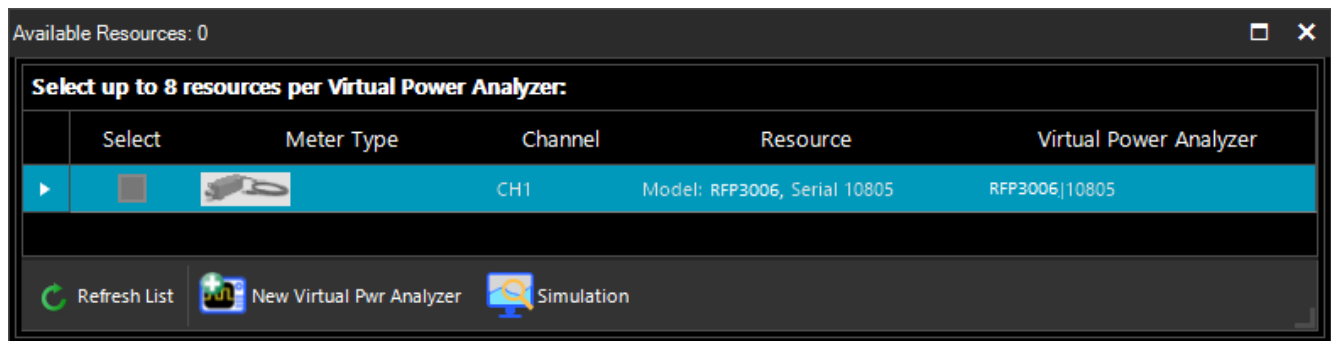 Available Resources: 0
Select up to 8 resources per Virtual Power Analyzer:
Select Meter Type Channel Resource Virtual Power Analyzer
CH1 Model: RFP3006, Serial 10805 RFP3006|10805
Refresh List New Virtual Pwr Analyzer Simulation